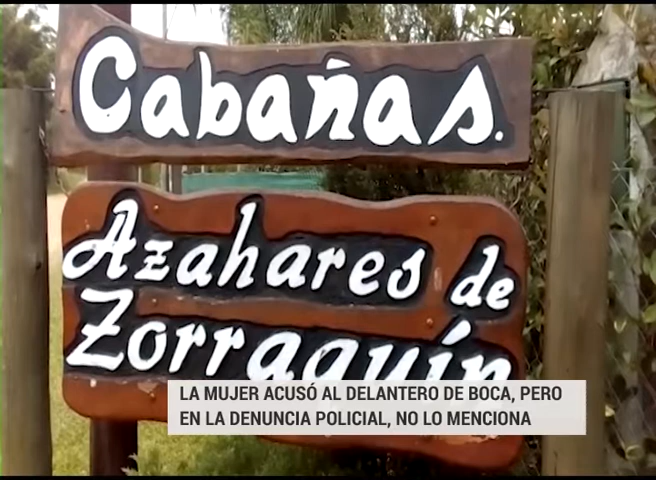 Cabañas.
Azahares de
Zorraquín
LA MUJER ACUSÓ AL DELANTERO DE BOCA, PERO
EN LA DENUNCIA POLICIAL, NO LO MENCIONA